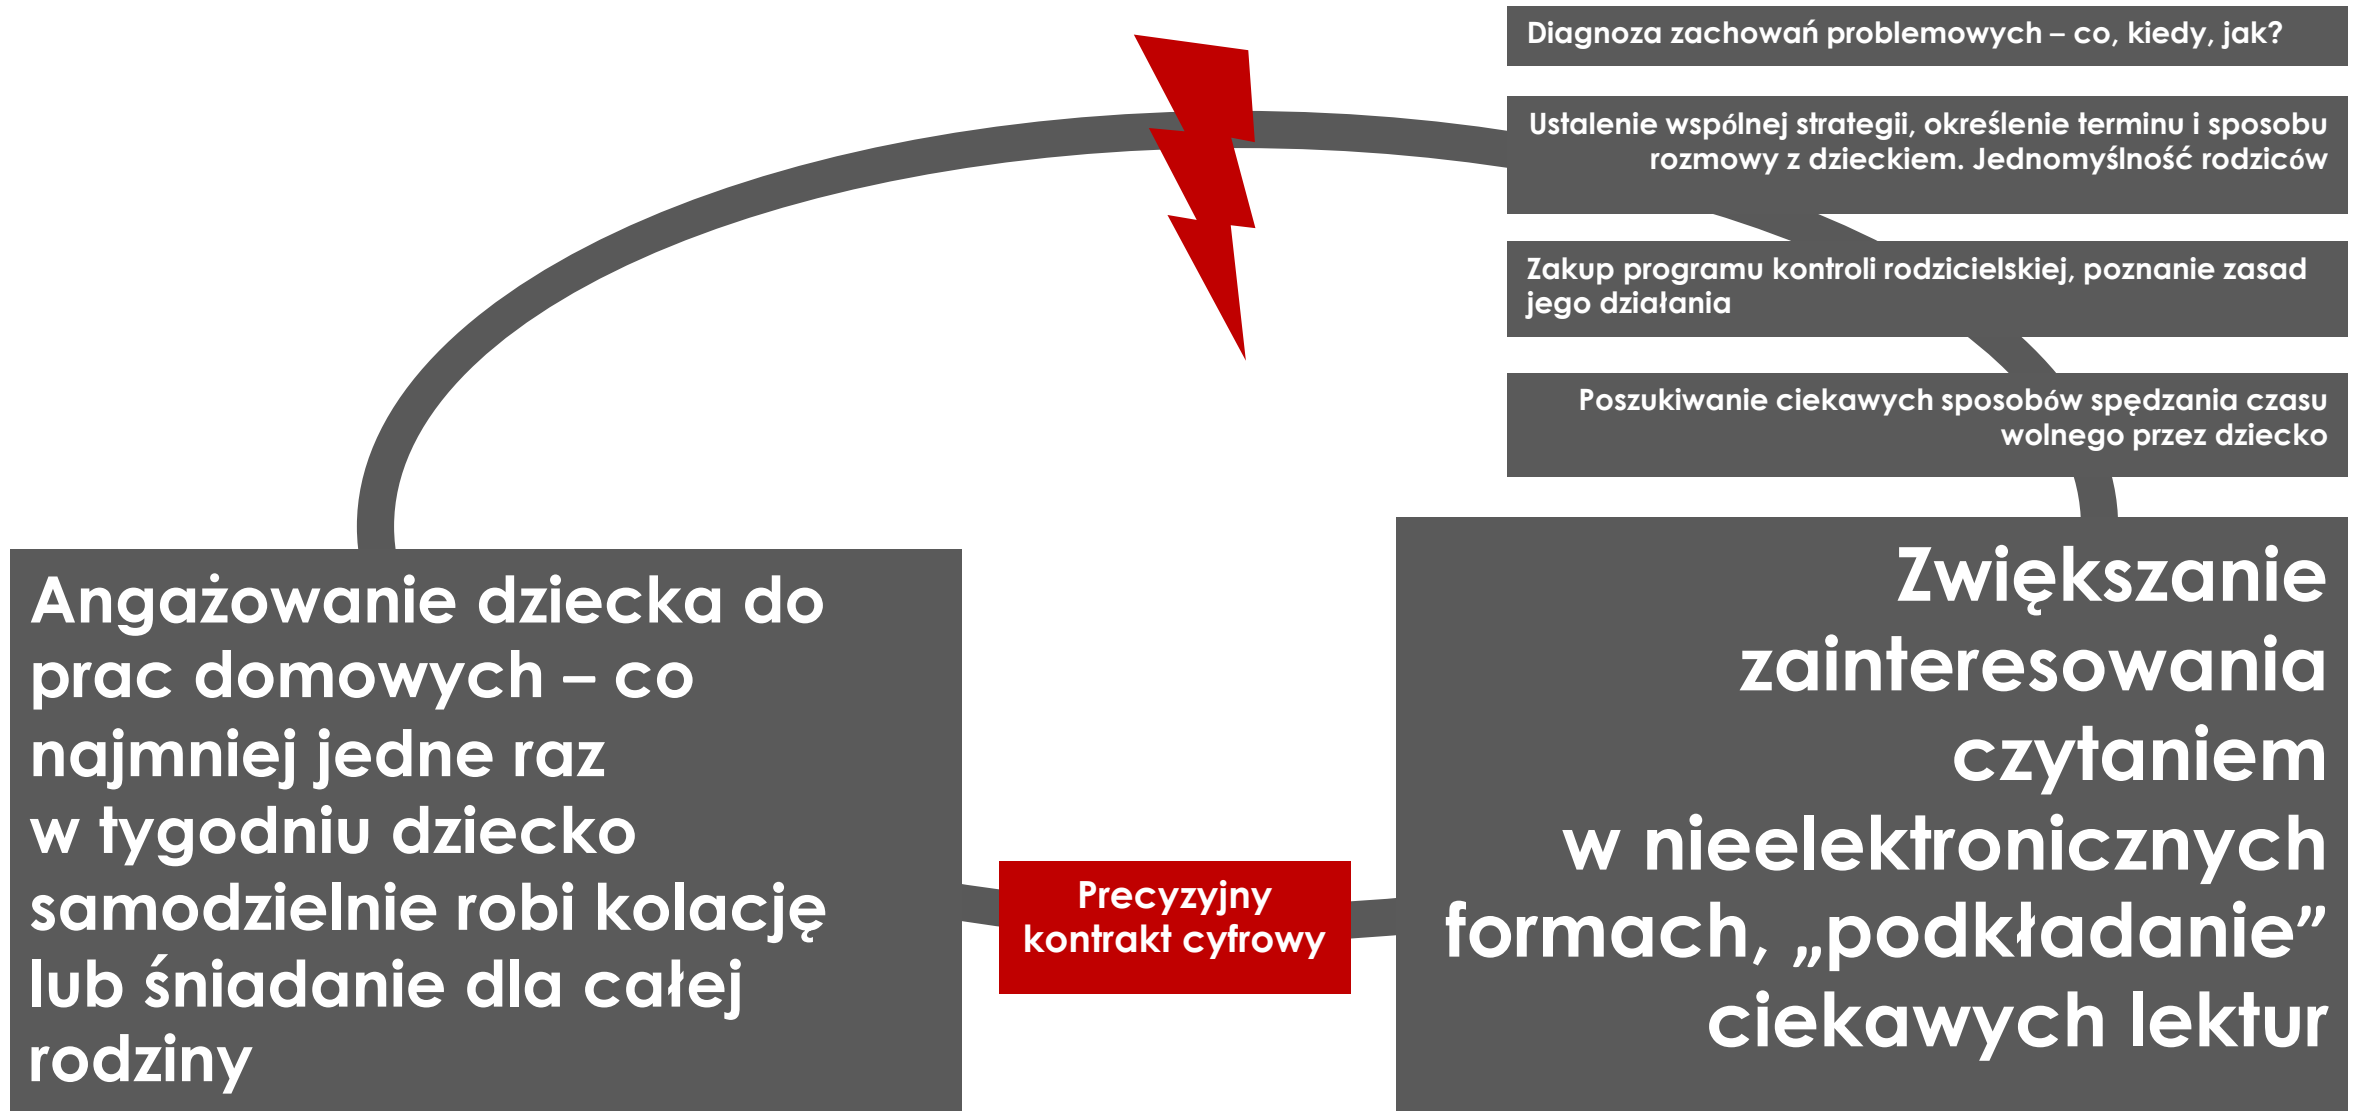 Diagnoza zachowań problemowych – co, kiedy, jak?
Ustalenie wspólnej strategii, określenie terminu i sposobu
rozmowy z dzieckiem. Jednomyślność rodziców
Zakup programu kontroli rodzicielskiej, poznanie zasad
jego działania
Poszukiwanie ciekawych sposobów spędzania czasu
wolnego przez dziecko
Zwiększanie
zainteresowania
czytaniem
w nieelektronicznych
formach, „podkładanie”
ciekawych lektur
Precyzyjny
kontrakt cyfrowy
Angażowanie dziecka do
prac domowych – co
najmniej jedne raz
w tygodniu dziecko
samodzielnie robi kolację
lub śniadanie dla całej
rodziny